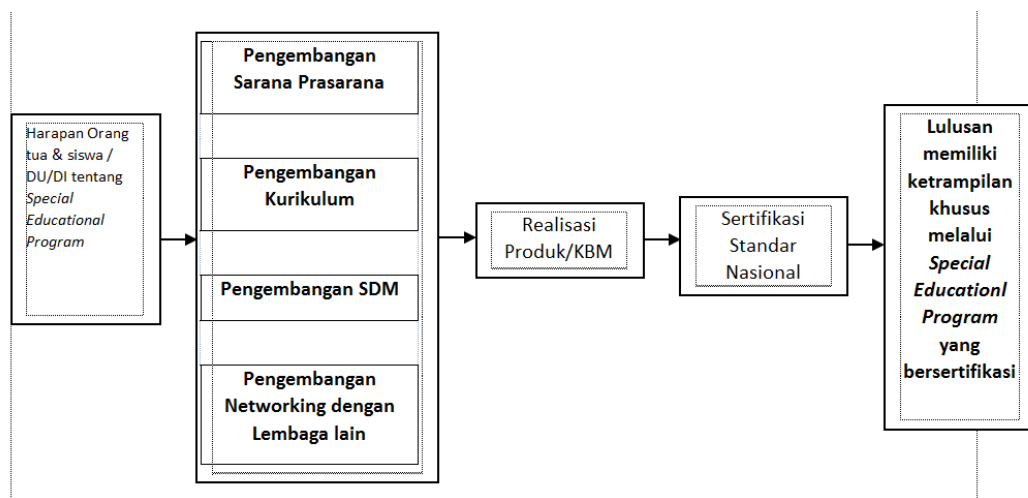 Harapan Orang
tua & siswa /
DU/DI tentang
Special
Educational
Program
Pengembangan
Sarana Prasarana
Pengembangan
Kurikulum
Pengembangan SDM
Pengembangan
Networking dengan
Lembaga lain
Realisasi
Produk/KBM
Sertifikasi
Standar
Nasional
Lulusan
memiliki
ketrampilan
khusus
melalui
Special
Educationl
Program
yang
bersertifikasi